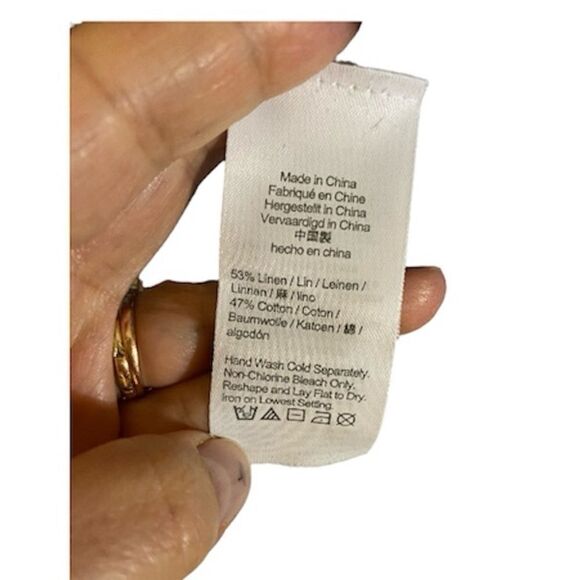 Made in China
Fabriqué en Chine
Hergestellt in China
Vervaardigd in China
中国製
hecho en china
53% Linen / Lin / Leinen /
Linnen / 麻 / lino
47% Cotton / Coton /
Baumwolle / Katoen / 綿 /
algodón
Hand Wash Cold Separately.
Non-Chlorine Bleach Only.
Reshape and Lay Flat to Dry.
Iron on Lowest Setting.